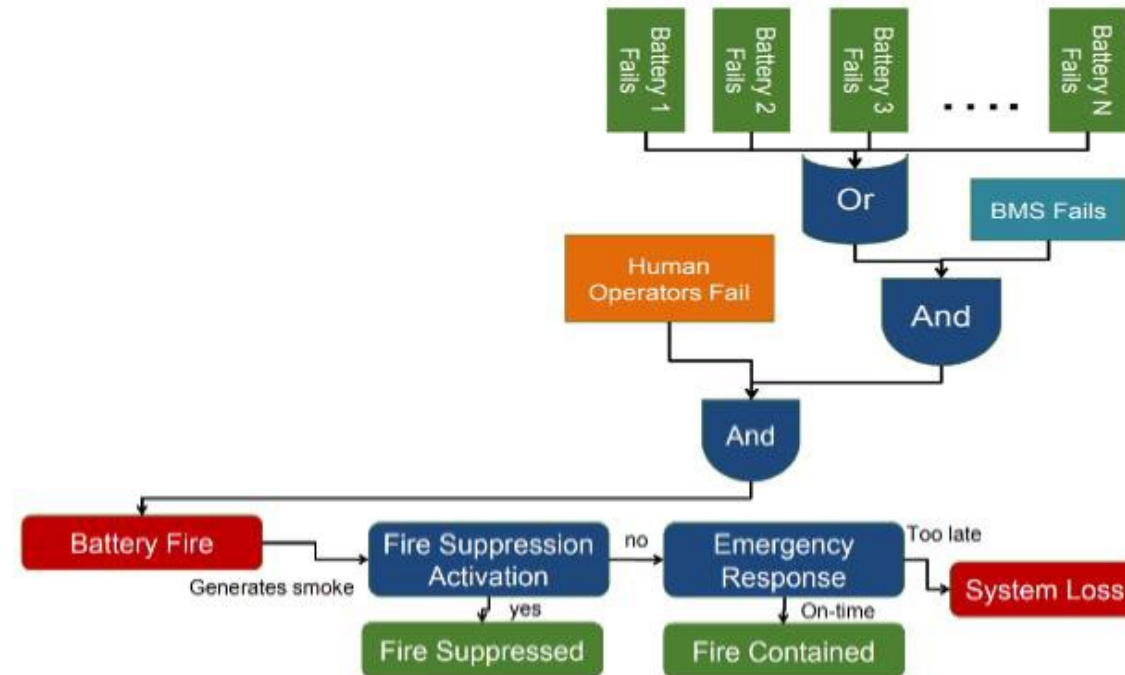 Battery 1
Fails
Battery 2
Fails
Battery 3
Fails
. . . .
Battery N
Fails
Or
BMS Fails
Human
Operators Fail
And
And
Battery Fire
Generates smoke
Fire Suppression
Activation
no
Emergency
Response
Too late
System Loss
yes
On-time
Fire Suppressed
Fire Contained